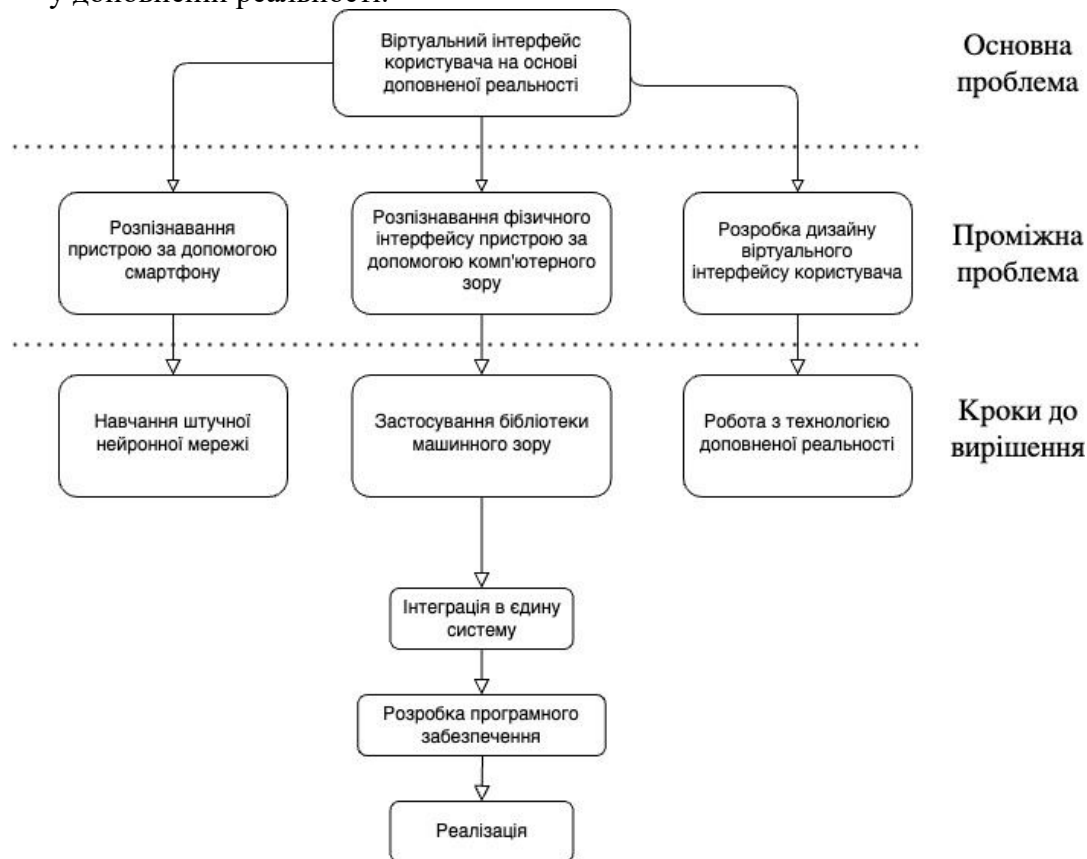 у доповненій реальності.
Віртуальний інтерфейс
користувача на основі
доповненої реальності
Основна
проблема
Розпізнавання
пристрою за допомогою
смартфону
Розпізнавання фізичного
інтерфейсу пристрою за
допомогою комп'ютерного
зору
Розробка дизайну
віртуального
інтерфейсу користувача
Проміжна
проблема
Навчання штучної
нейронної мережі
Застосування бібліотеки
машинного зору
Робота з технологією
доповненої реальності
Кроки до
вирішення
Інтеграція в єдину
систему
Розробка програмного
забезпечення
Реалізація